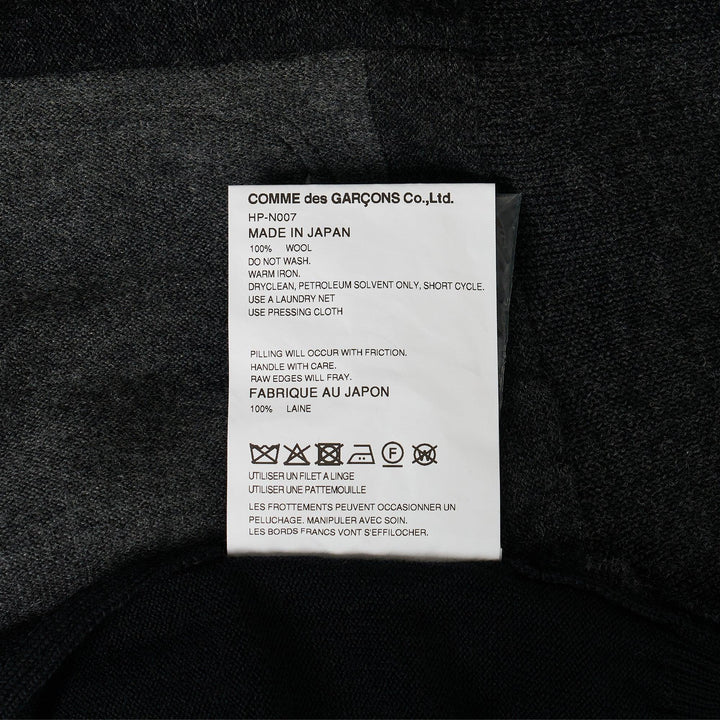 COMME des GARÇONS Co.,Ltd.
HP-N007
MADE IN JAPAN
100% WOOL
DO NOT WASH.
WARM IRON.
DRYCLEAN, PETROLEUM SOLVENT ONLY, SHORT CYCLE.
USE A LAUNDRY NET
USE PRESSING CLOTH
PILLING WILL OCCUR WITH FRICTION.
HANDLE WITH CARE.
RAW EDGES WILL FRAY.
FABRIQUE AU JAPON
100% LAINE
F W
UTILISER UN FILET A LINGE
UTILISER UNE PATTEMOUILLE
LES FROTTEMENTS PEUVENT OCCASIONNER UN
PELUCHAGE. MANIPULER AVEC SOIN.
LES BORDS FRANCS VONT S'EFFILOCHER.